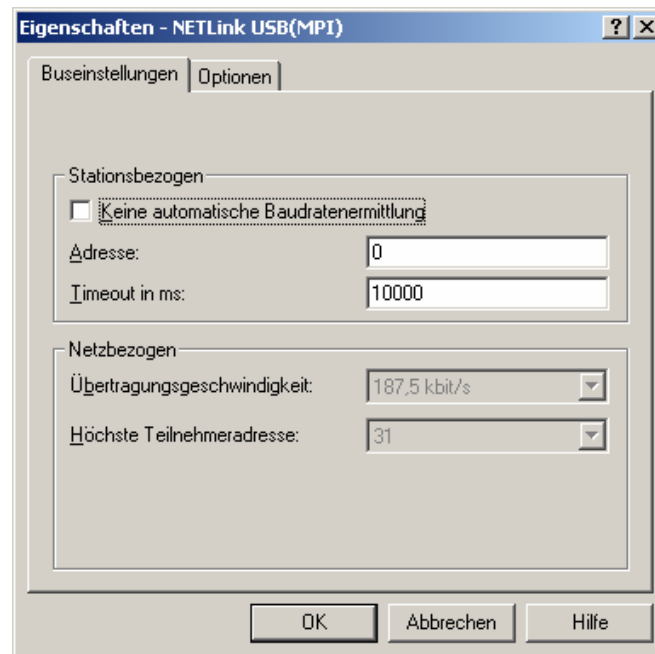 Eigenschaften - NETLink USB(MPI)
Buseinstellungen
Optionen
Stationsbezogen
Keine automatische Baudratenermittlung
Adresse: 0
Timeout in ms: 10000
Netzbezogen
Übertragungsgeschwindigkeit: 187,5 kbit/s
Höchste Teilnehmeradresse: 31
OK
Abbrechen
Hilfe